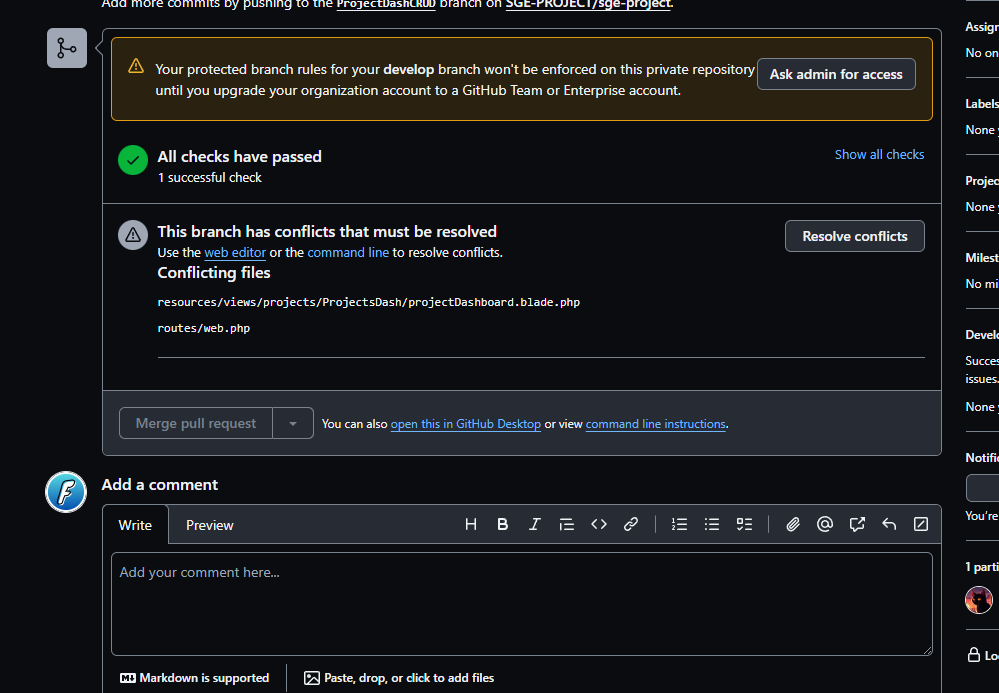 Add more commits by pushing to the ProjectDashCRUD branch on SGE-PROJECT/sge-project.
Your protected branch rules for your develop branch won't be enforced on this private repository
until you upgrade your organization account to a GitHub Team or Enterprise account.
Ask admin for access
All checks have passed
1 successful check
Show all checks
This branch has conflicts that must be resolved
Use the web editor or the command line to resolve conflicts.
Resolve conflicts
Conflicting files
resources/views/projects/ProjectsDash/projectDashboard.blade.php
routes/web.php
Merge pull request
You can also open this in GitHub Desktop or view command line instructions.
Add a comment
Write Preview
Add your comment here...
Markdown is supported
Paste, drop, or click to add files
Assign
No on
Labels
None y
Projec
None y
Milest
No mi
Develo
Succes
issues.
None y
Notific
You're
1 parti
Lo